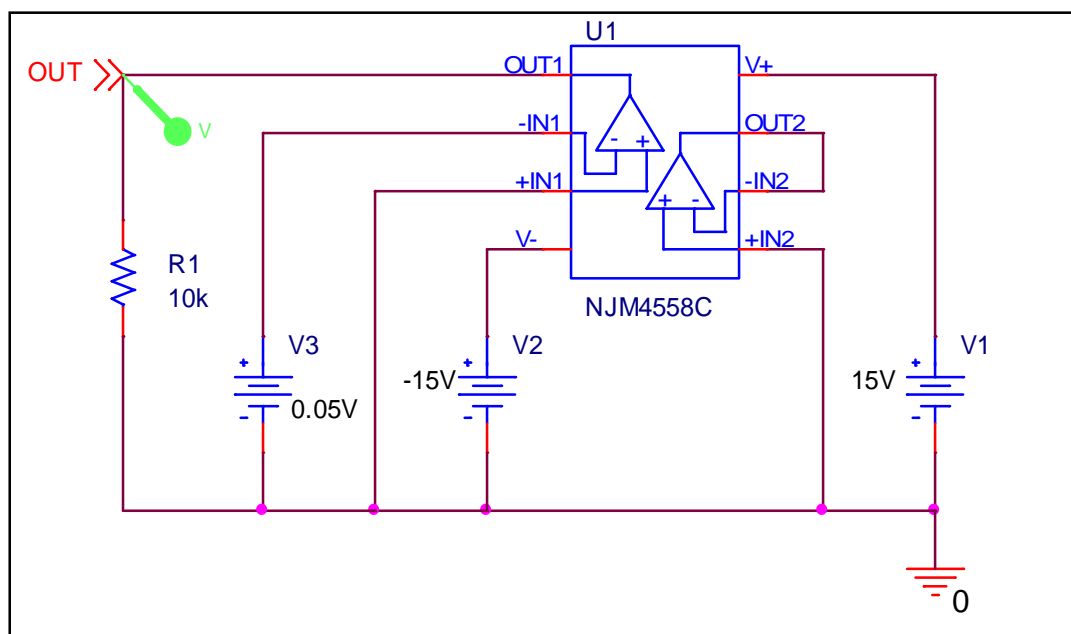 U1
OUT
OUT1
V+
V
-IN1
OUT2
- +
+IN1
-IN2
+ -
V-
+IN2
R1
10k
NJM4558C
V3
+
0.05V
-
V2
+
-15V
-
V1
+
15V
-
0